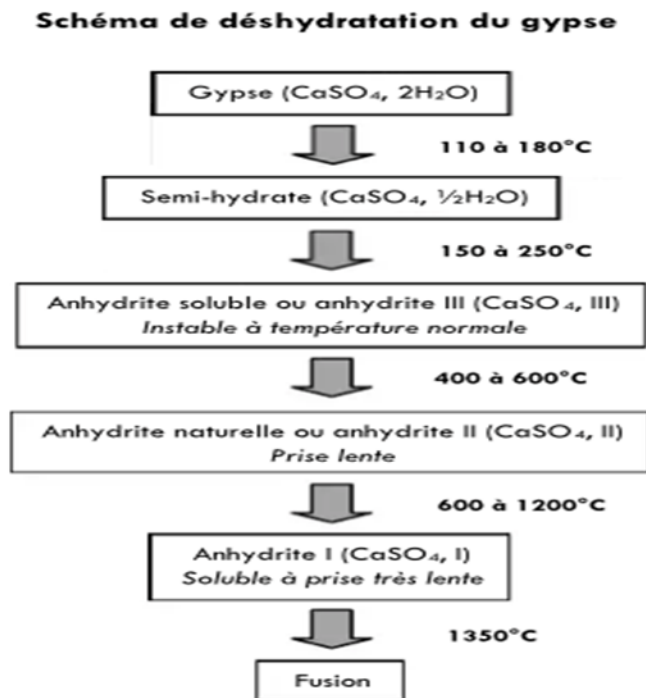 Schéma de déshydratation du gypse
Gypse (CaSO₄, 2H₂O)
110 à 180°C
Semi-hydrate (CaSO₄, ½H₂O)
150 à 250°C
Anhydrite soluble ou anhydrite III (CaSO₄, III)
Instable à température normale
400 à 600°C
Anhydrite naturelle ou anhydrite II (CaSO₄, II)
Prise lente
600 à 1200°C
Anhydrite I (CaSO₄, I)
Soluble à prise très lente
1350°C
Fusion